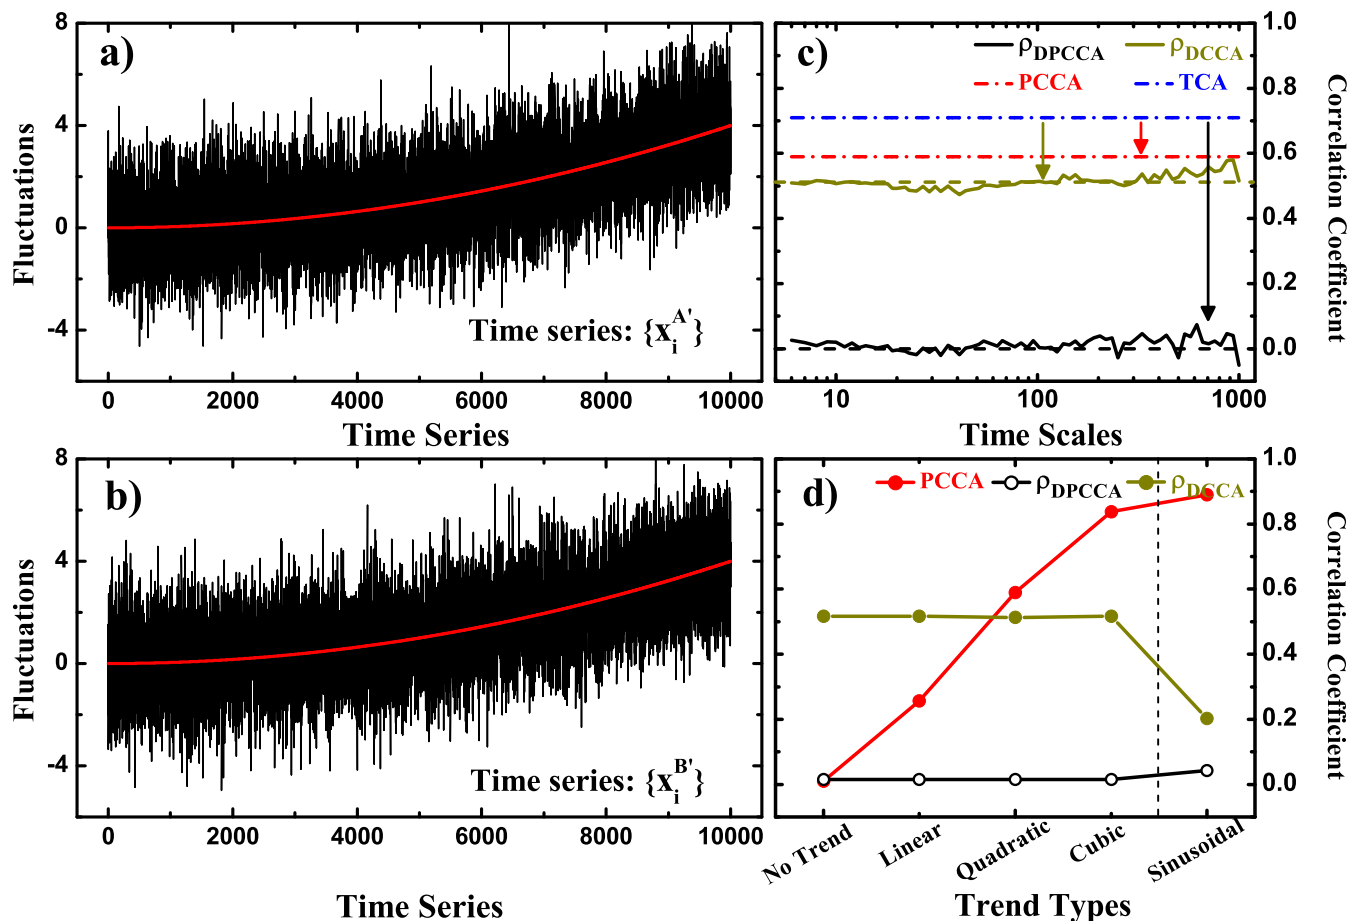 a)
8
4
0
-4
Fluctuations
Time series: {x_i^A'}
0 2000 4000 6000 8000 10000
Time Series
c)
ρDPCCA ρDCCA
PCCA TCA
1.0
0.8
0.6
0.4
0.2
0.0
Correlation Coefficient
10 100 1000
Time Scales
b)
8
4
0
-4
Fluctuations
Time series: {x_i^B'}
0 2000 4000 6000 8000 10000
Time Series
d)
PCCA ρDPCCA ρDCCA
1.0
0.8
0.6
0.4
0.2
0.0
Correlation Coefficient
No Trend Linear Quadratic Cubic Sinusoidal
Trend Types